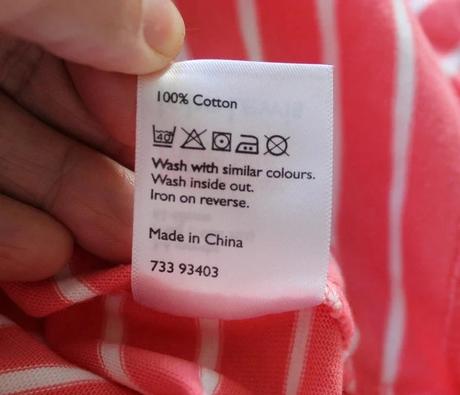 100% Cotton
40
Wash with similar colours.
Wash inside out.
Iron on reverse.
Made in China
733 93403